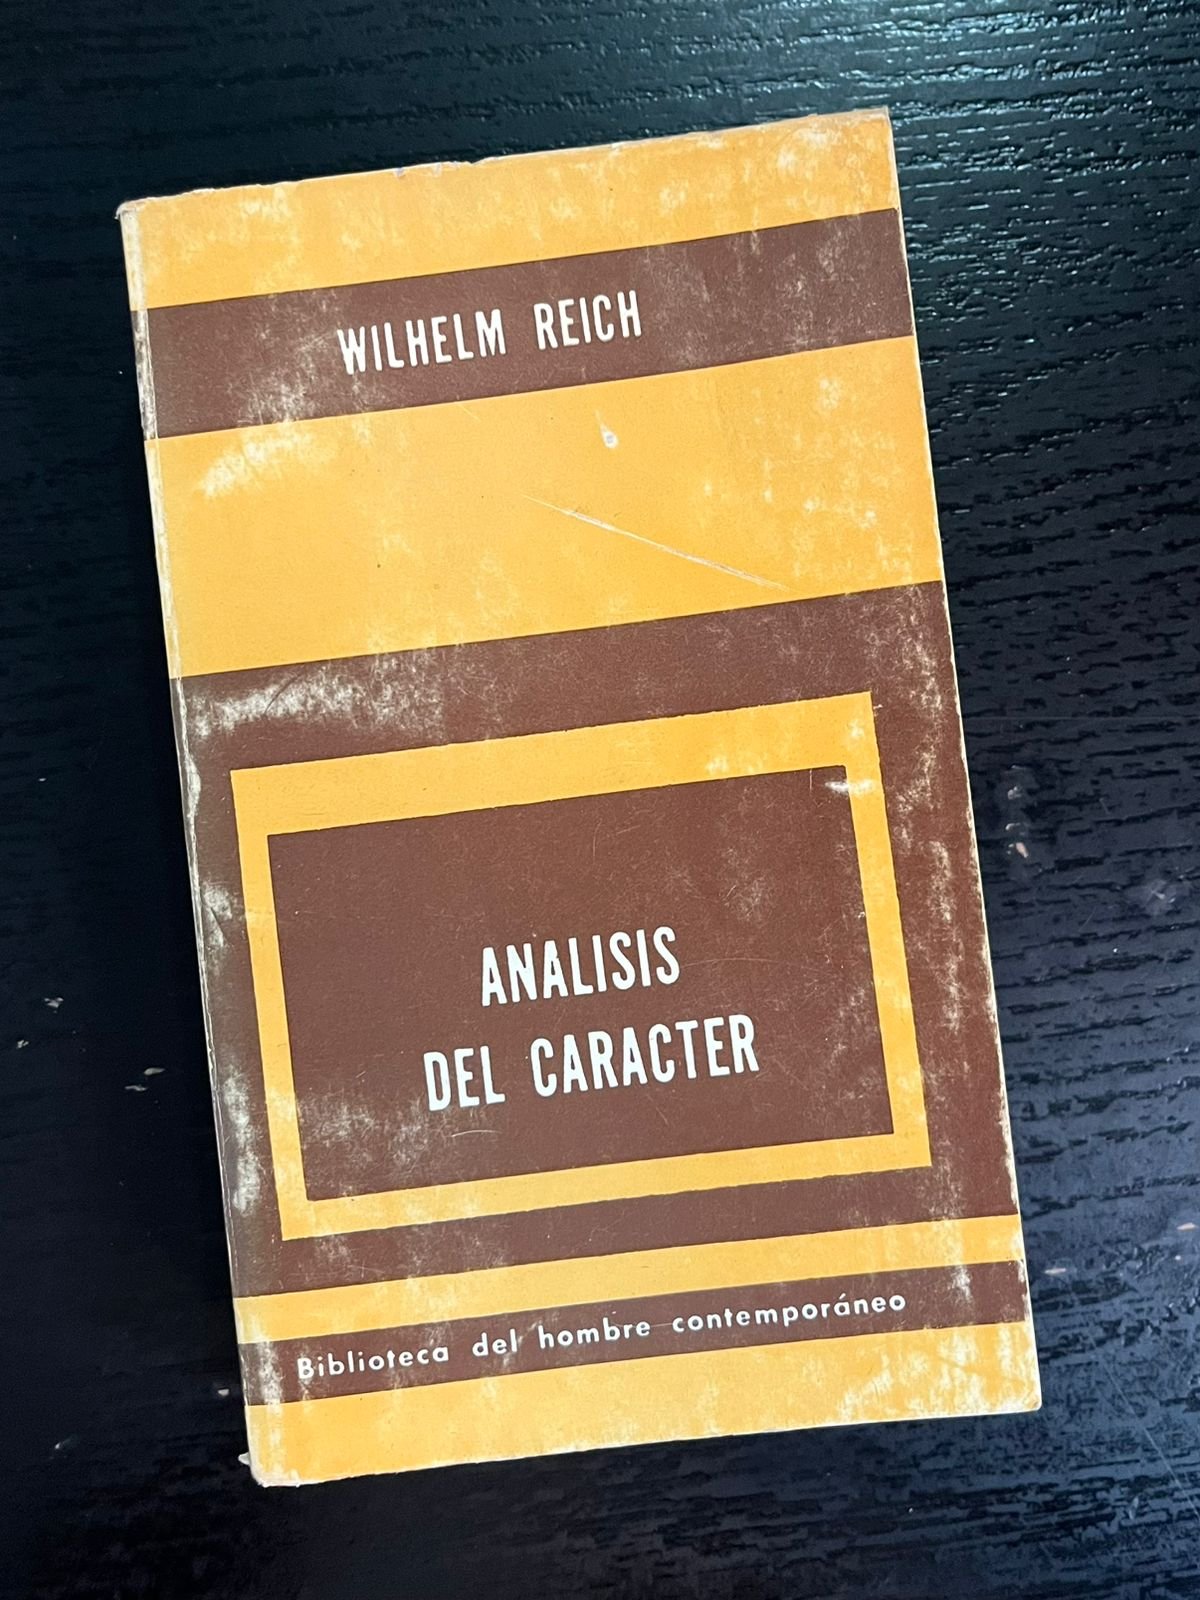 WILHELM REICH
ANALISIS
DEL CARACTER
Biblioteca del hombre contemporáneo